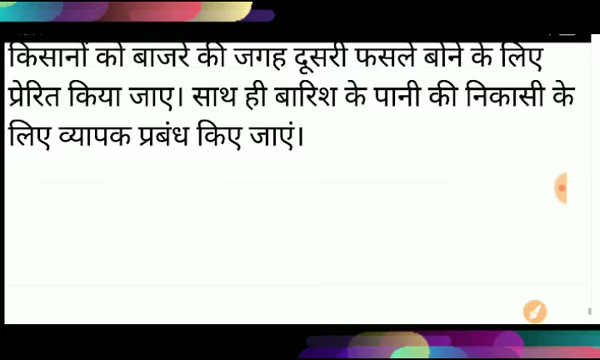 किसानों को बाजरे की जगह दूसरी फसले बोने के लिए
प्रेरित किया जाए। साथ ही बारिश के पानी की निकासी के
लिए व्यापक प्रबंध किए जाएं।